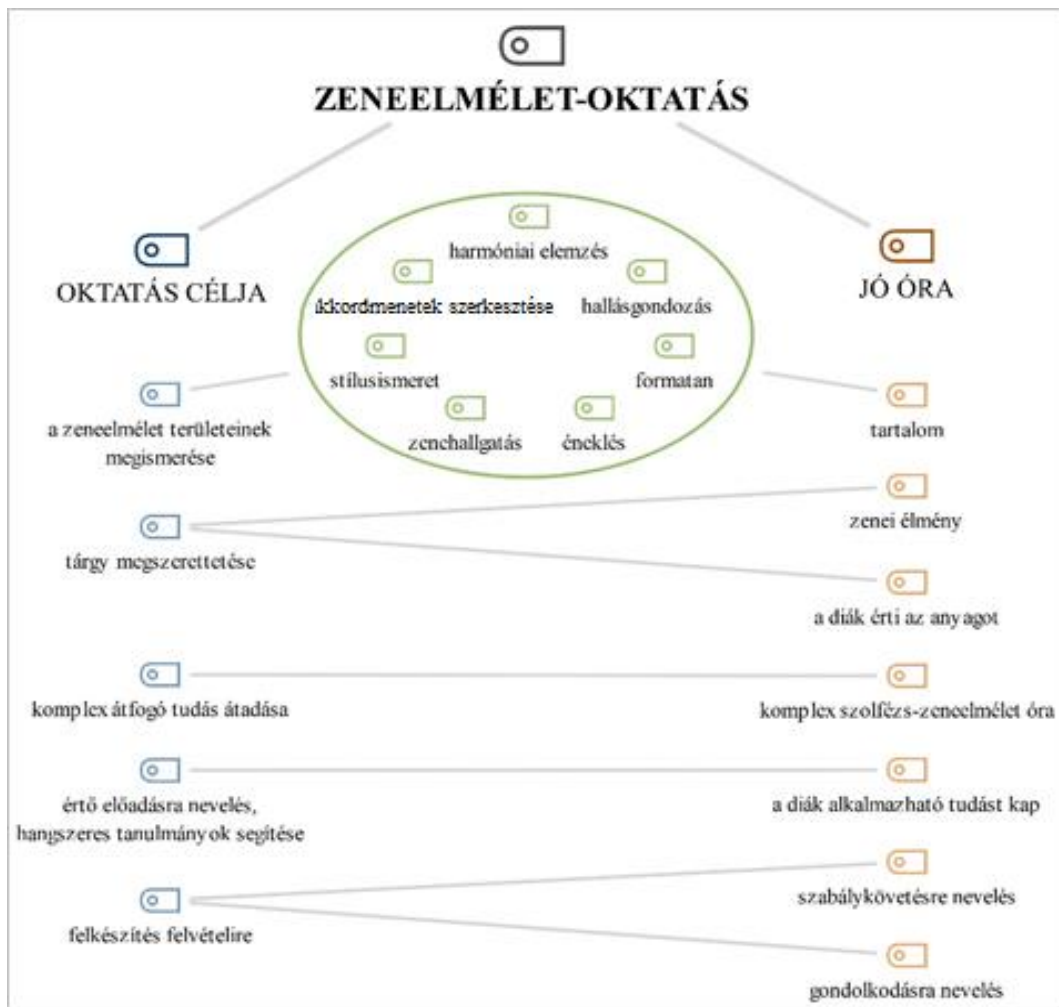 ZENEELMÉLET-OKTATÁS
OKTATÁS CÉLJA
JÓ ÓRA
harmóniai elemzés
ikkordmenetek szerkesztése
hallásgondozás
stílusismeret
formatan
zenehallgatás
éneklés
a zeneelmélet területeinek
megismerése
tartalom
tárgy megszerettetése
zenei élmény
a diák érti az anyagot
komplex átfogó tudás átadása
komplex szolfézs-zeneelmélet óra
értő előadásra nevelés,
hangszeres tanulmányok segítése
a diák alkalmazható tudást kap
felkészítés felvételire
szabálykövetésre nevelés
gondolkodásra nevelés